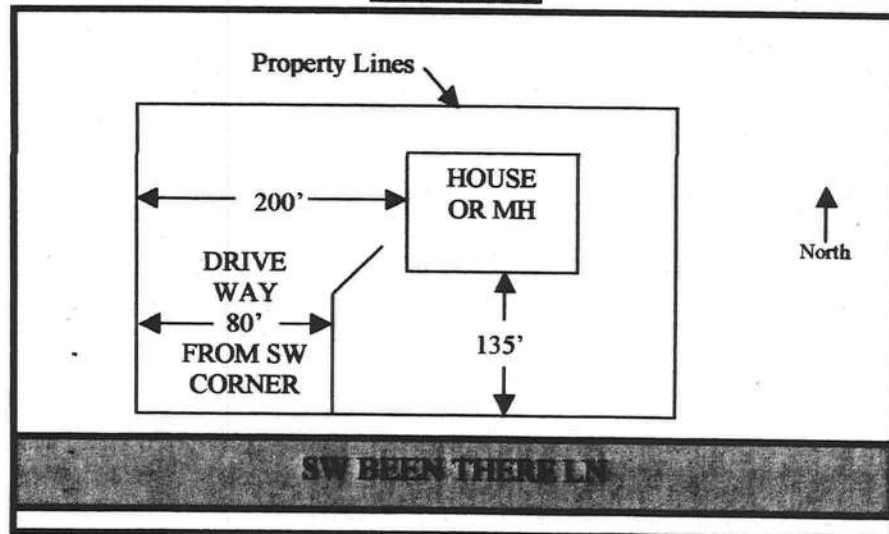 Property Lines
HOUSE
OR MH
200'
North
DRIVE
WAY
80'
FROM SW
CORNER
135'
SW BEEN THERE LN